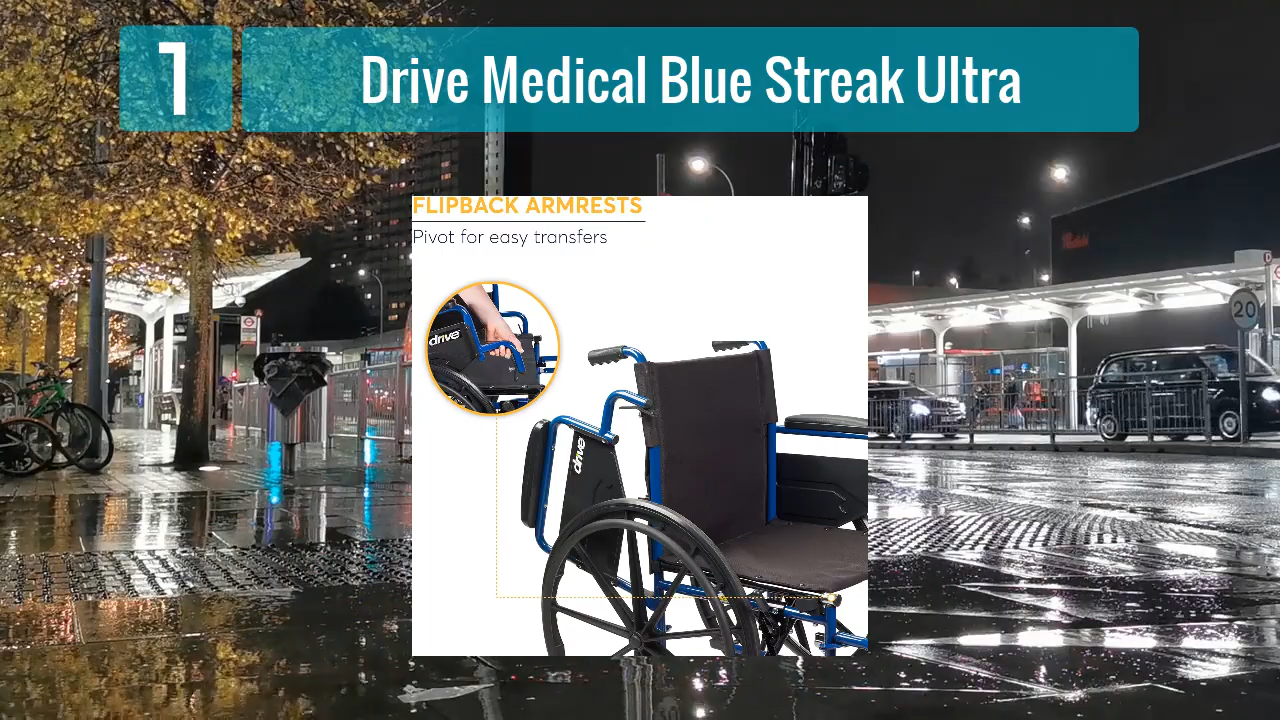 1
Drive Medical Blue Streak Ultra
FLIPBACK ARMRESTS
Pivot for easy transfers
drive
drive
20